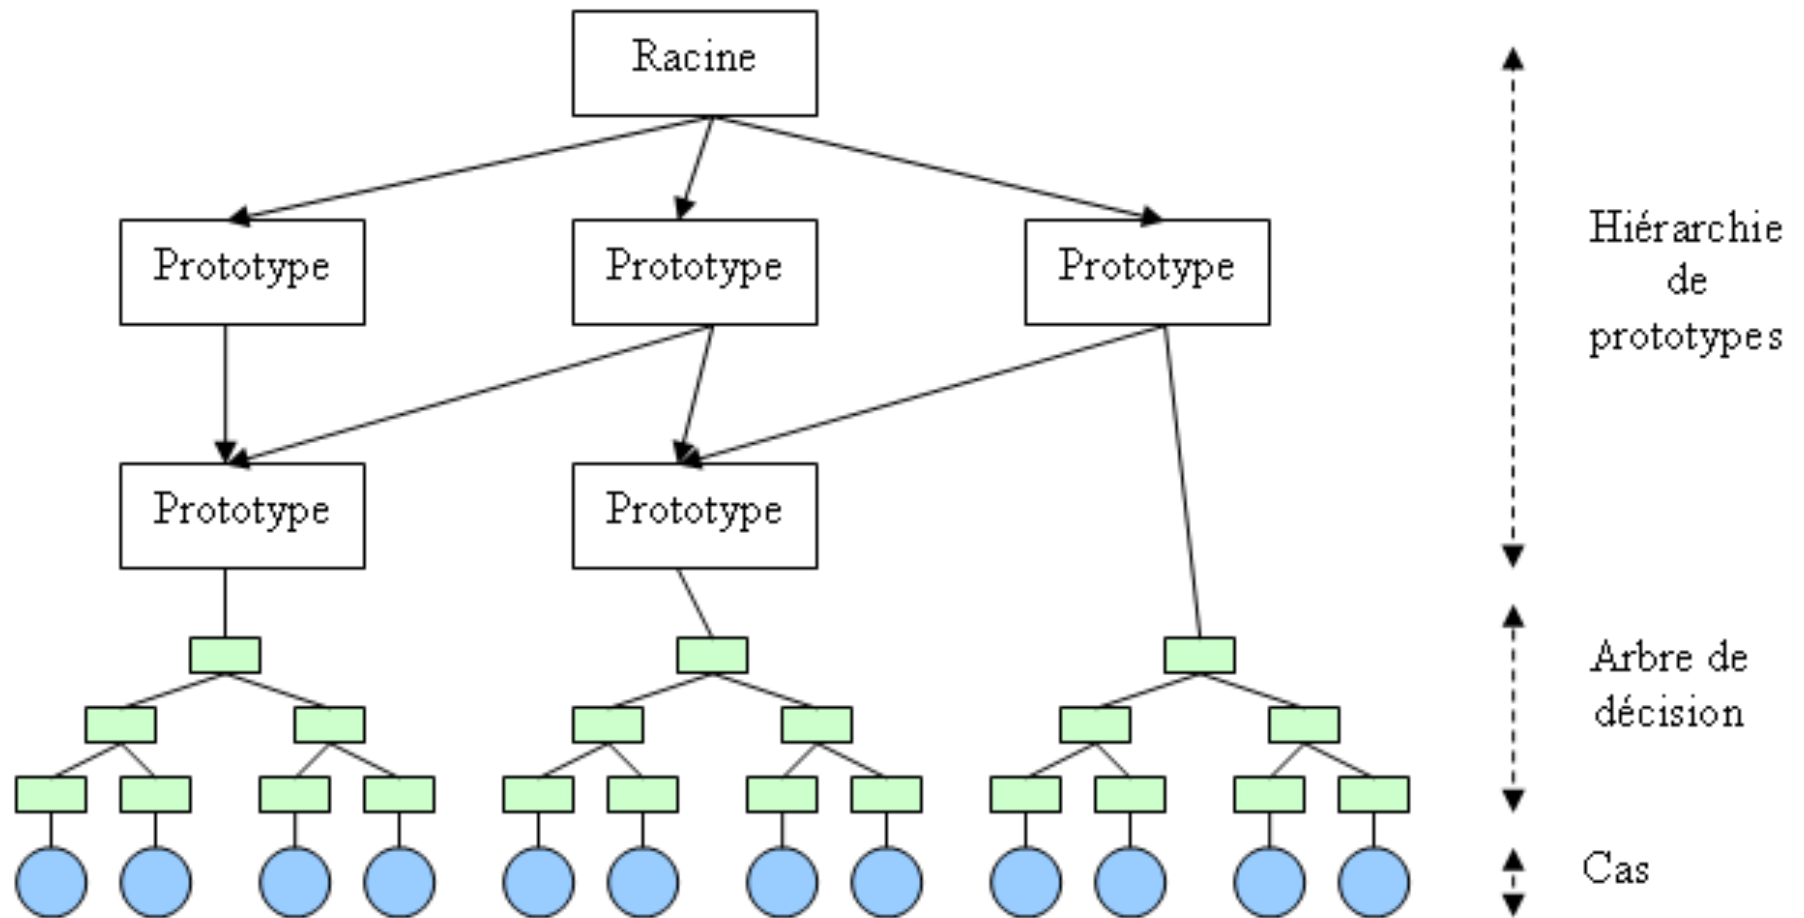 Racine
Prototype
Prototype
Prototype
Hiérarchie
de
prototypes
Prototype
Prototype
Arbre de
décision
Cas